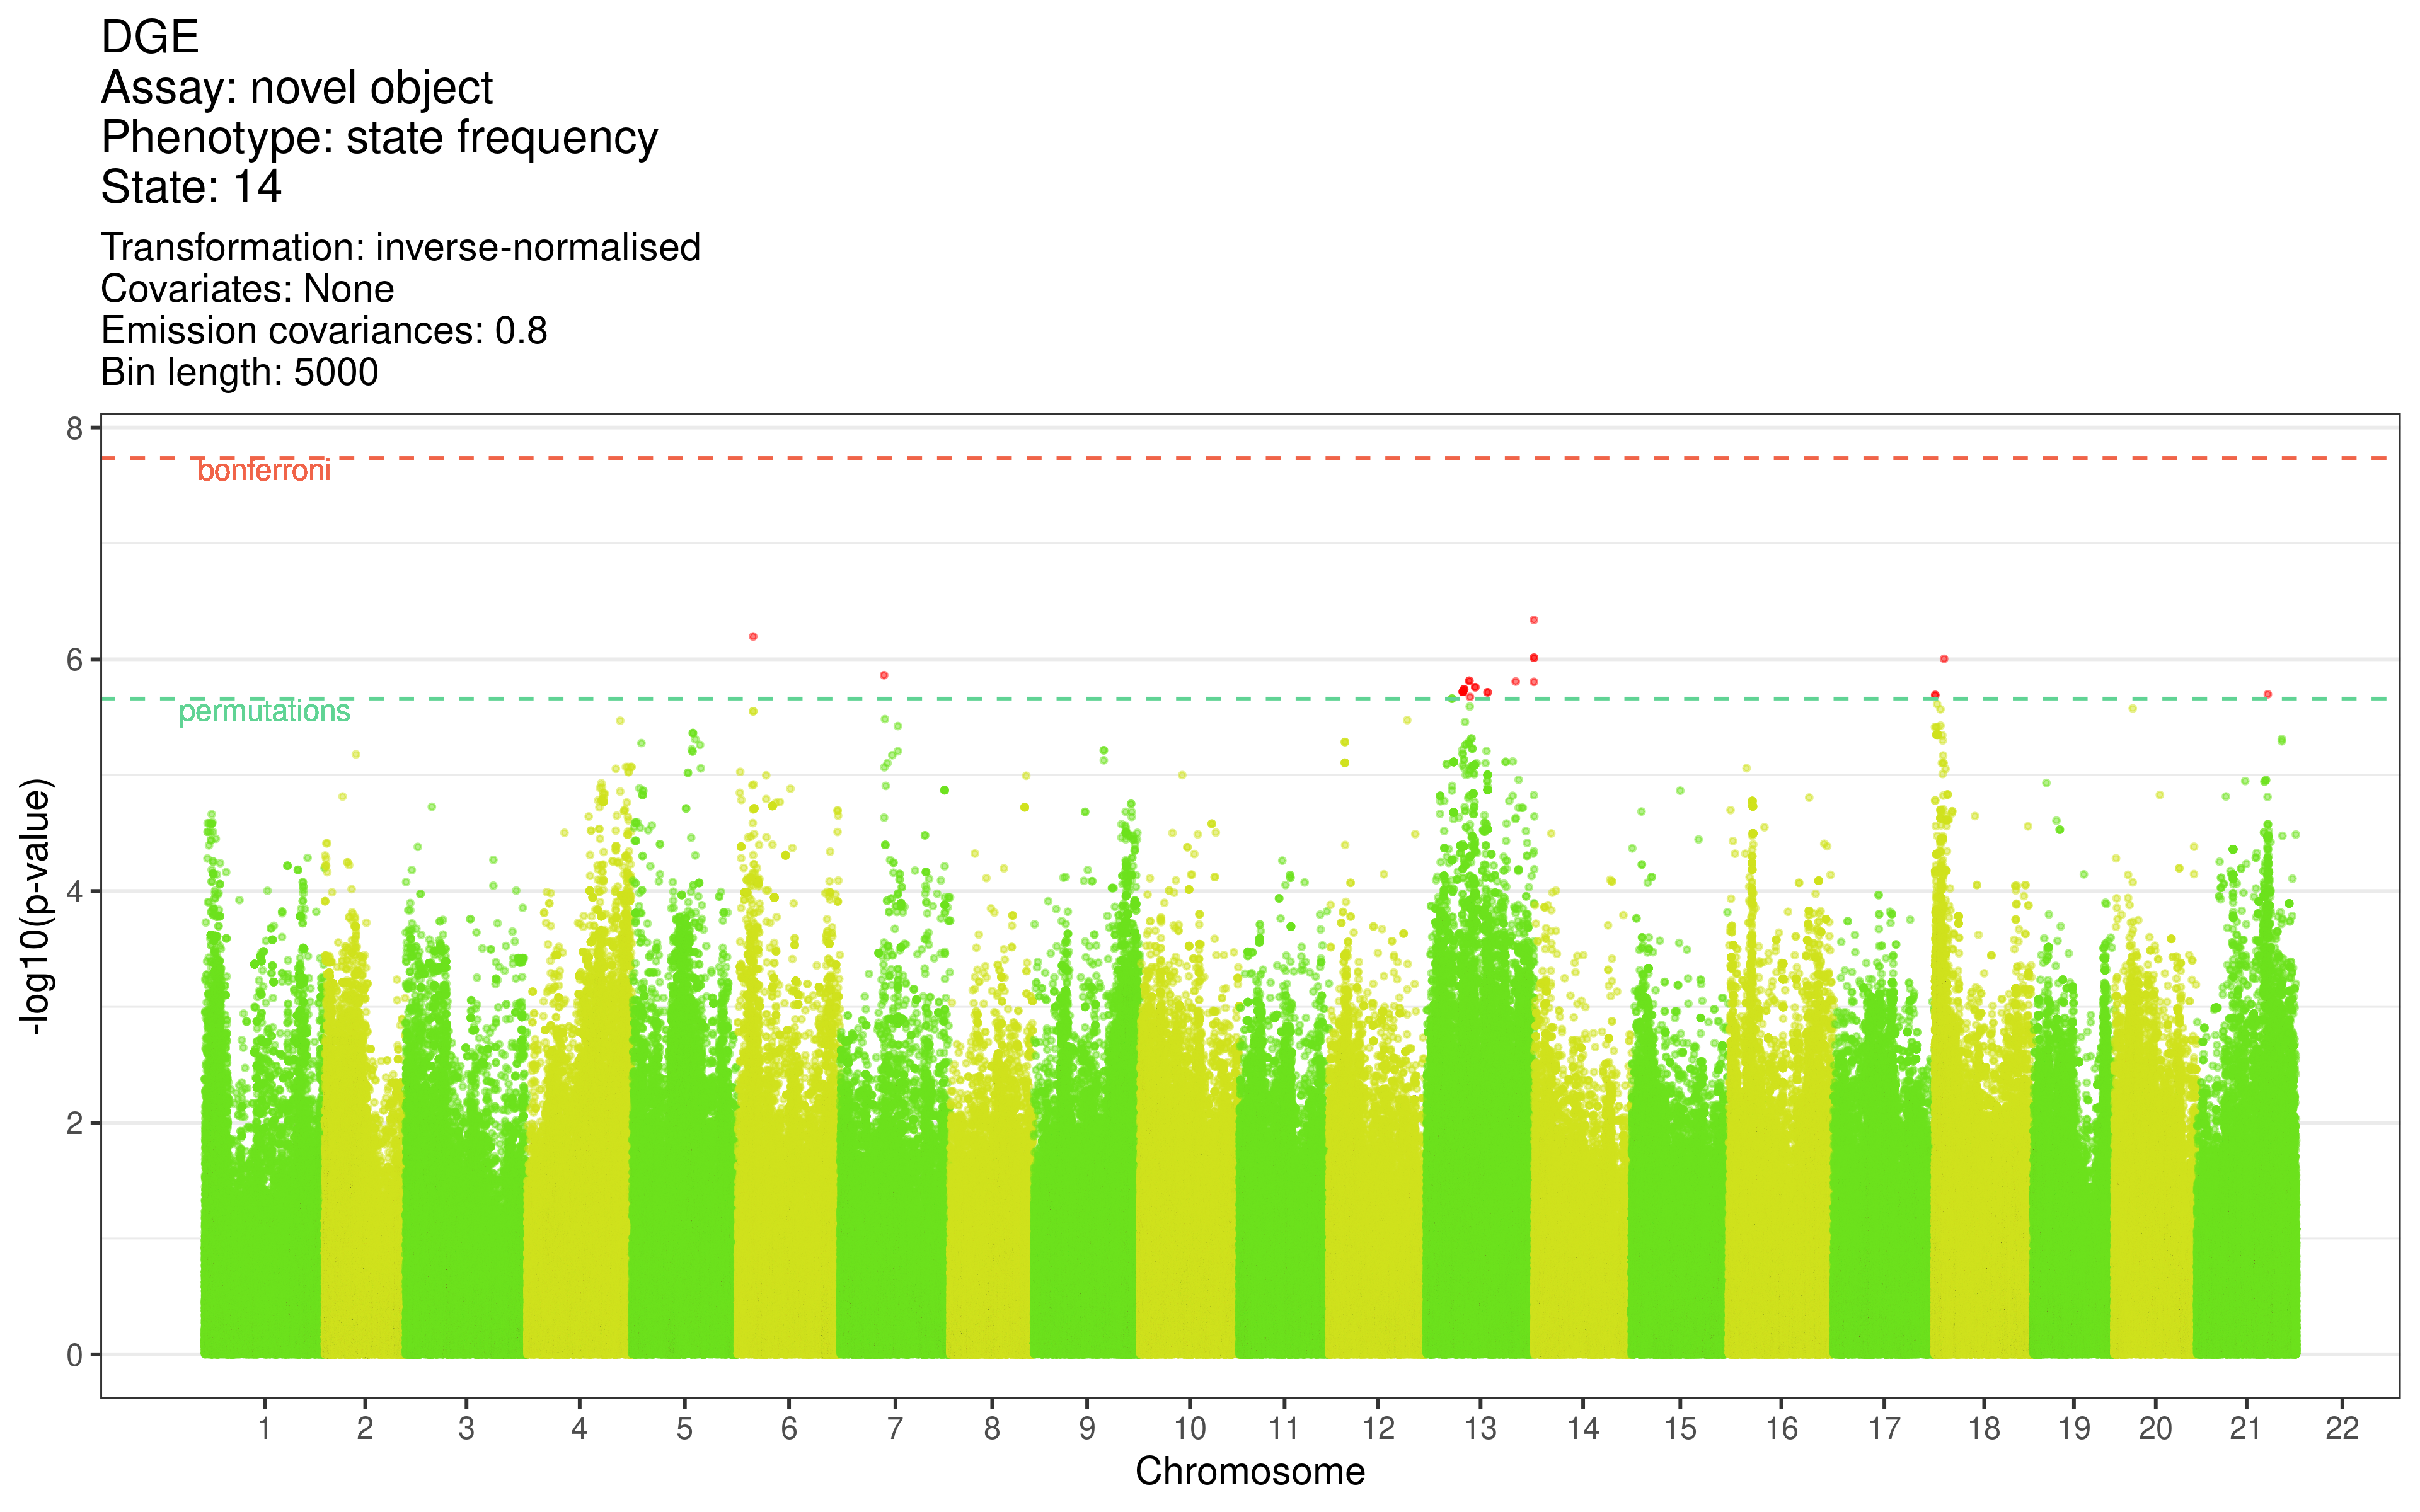 DGE
Assay: novel object
Phenotype: state frequency
State: 14
Transformation: inverse-normalised
Covariates: None
Emission covariances: 0.8
Bin length: 5000
8
bonferroni
6
permutations
4
2
0
-log10(p-value)
1 2 3 4 5 6 7 8 9 10 11 12 13 14 15 16 17 18 19 20 21 22
Chromosome